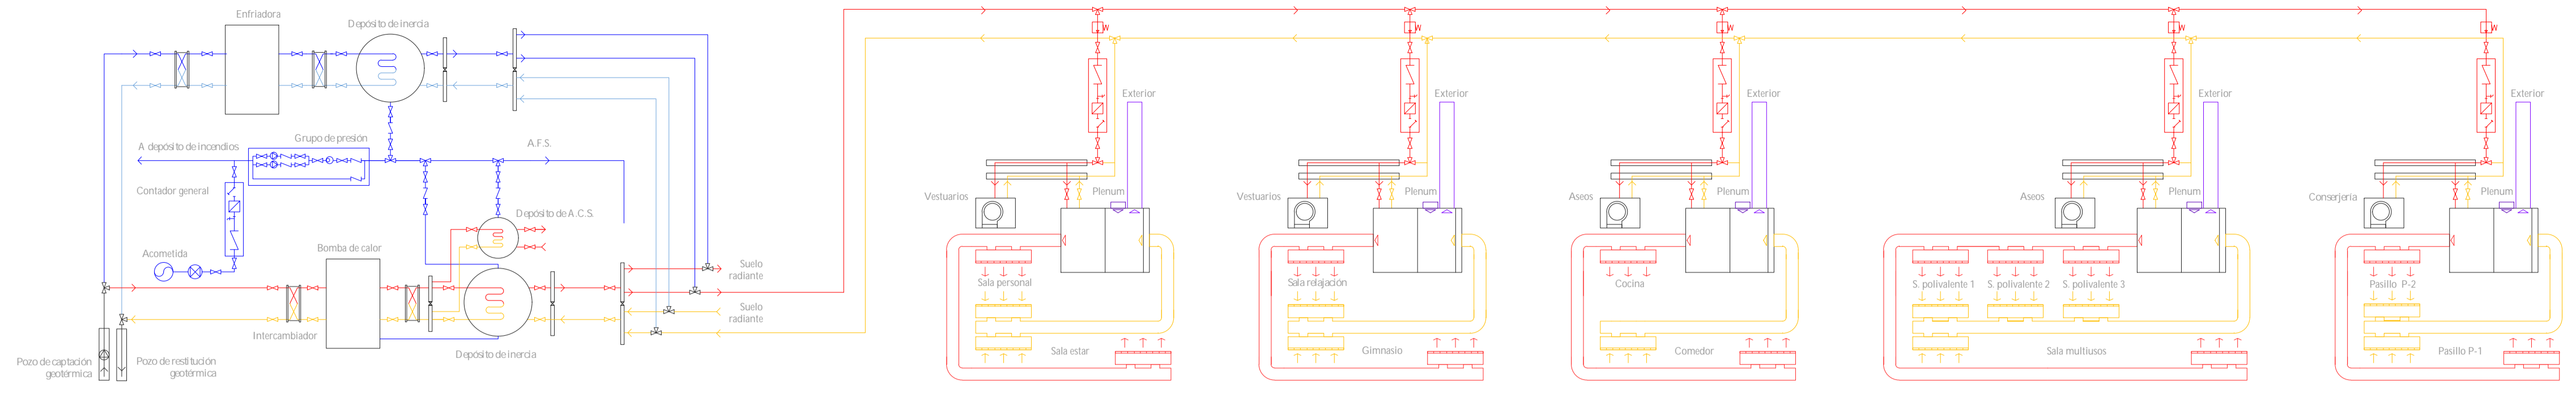 Enfriadora
Depósito de inercia
Grupo de presión
A depósito de incendios
A.F.S.
Contador general
Depósito de A.C.S.
Acometida
Bomba de calor
Suelo
radiante
Suelo
radiante
Intercambiador
Depósito de inercia
Pozo de captación
geotérmica
Pozo de restitución
geotérmica
Exterior
Vestuarios
Plenum
Sala personal
Sala estar
Exterior
Vestuarios
Plenum
Sala relajación
Gimnasio
Exterior
Aseos
Plenum
Cocina
Comedor
Exterior
Aseos
Plenum
S. polivalente 1
S. polivalente 2
S. polivalente 3
Sala multiusos
Exterior
Conserjería
Plenum
Pasillo P-2
Pasillo P-1